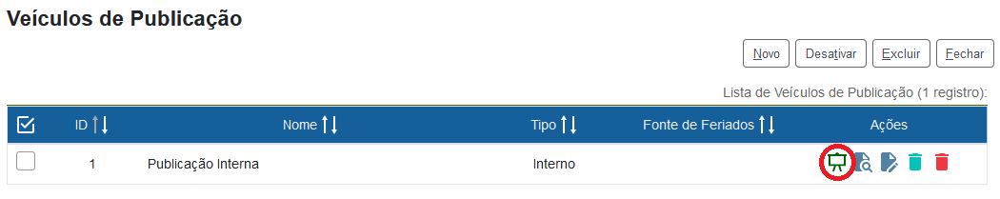 Veículos de Publicação
Novo Desativar Excluir Fechar
Lista de Veículos de Publicação (1 registro):
ID Nome Tipo Fonte de Feriados Ações
1 Publicação Interna Interno